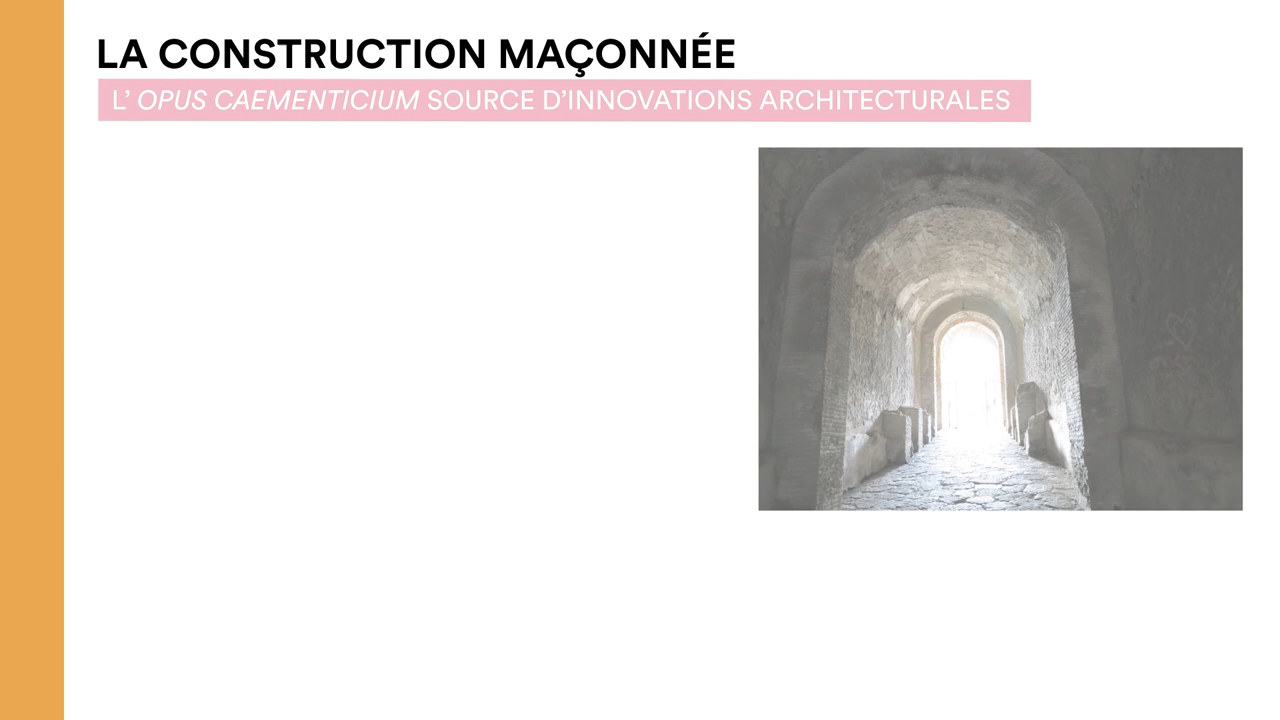 LA CONSTRUCTION MAÇONNÉE
L’ OPUS CAEMENTICIUM SOURCE D’INNOVATIONS ARCHITECTURALES